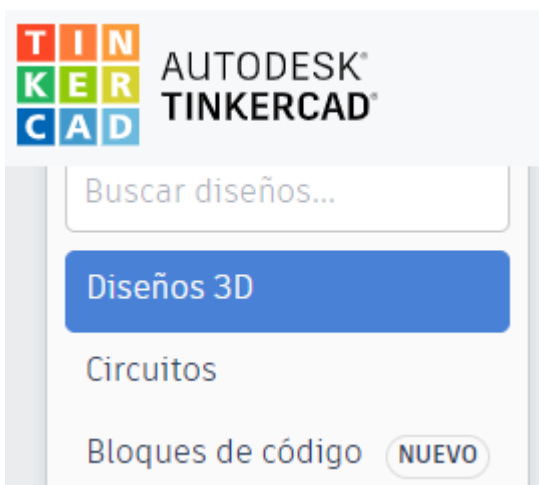 TIN
KER
CAD
AUTODESK®
TINKERCAD®
Buscar diseños...
Diseños 3D
Circuitos
Bloques de código NUEVO